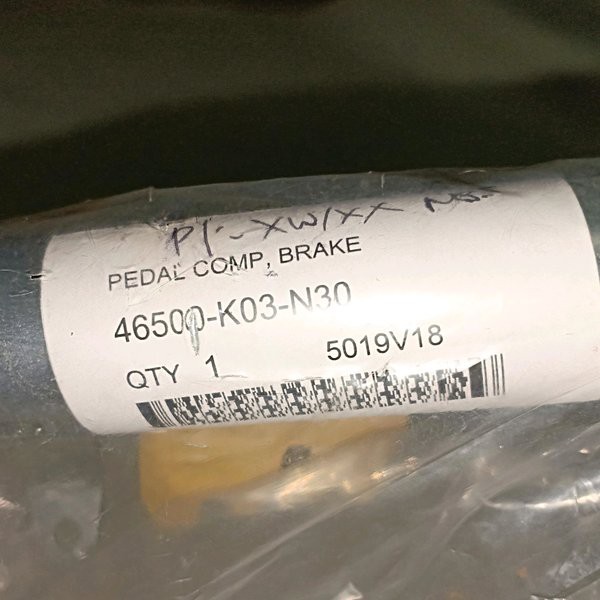 P/:-XW/XX
PEDAL COMP, BRAKE
46500-K03-N30
QTY 1 5019V18